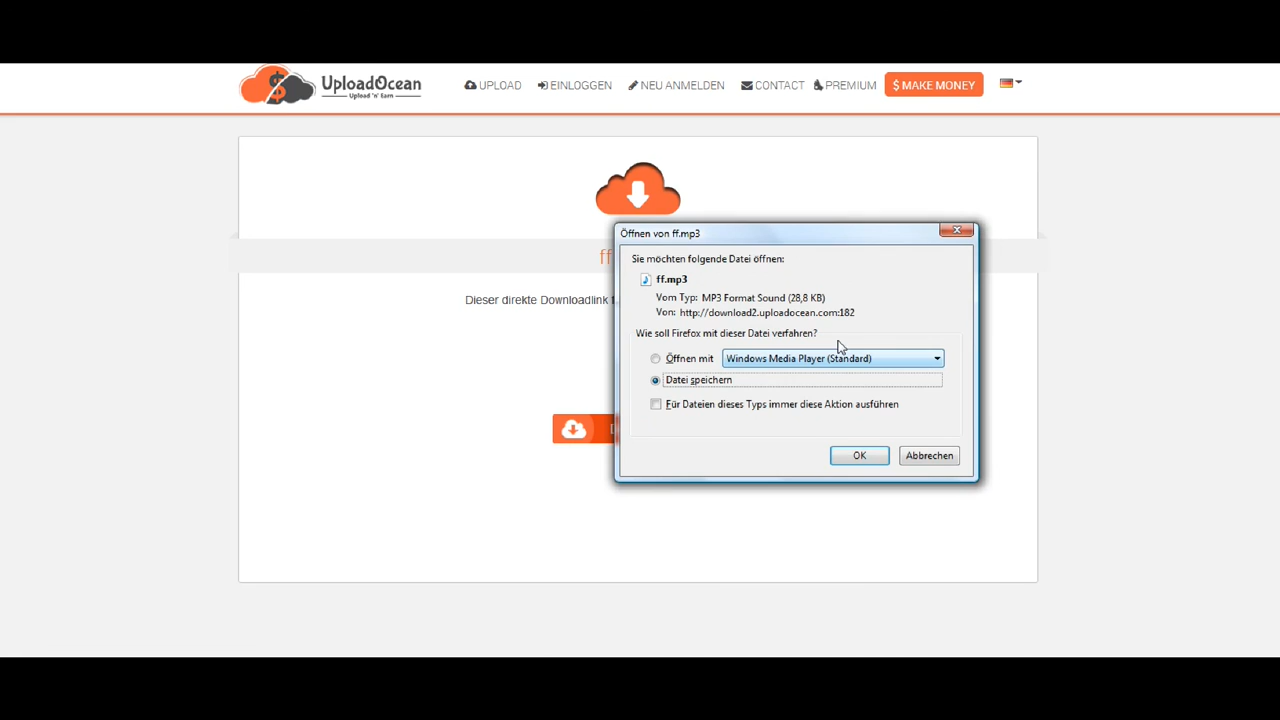 UploadOcean
Upload 'n' Earn
UPLOAD
EINLOGGEN
NEU ANMELDEN
CONTACT
PREMIUM
$ MAKE MONEY
ff
Dieser direkte Downloadlink
Öffnen von ff.mp3
Sie möchten folgende Datei öffnen:
ff.mp3
Vom Typ: MP3 Format Sound (28,8 KB)
Von: http://download2.uploadocean.com:182
Wie soll Firefox mit dieser Datei verfahren?
Öffnen mit
Windows Media Player (Standard)
Datei speichern
Für Dateien dieses Typs immer diese Aktion ausführen
OK
Abbrechen